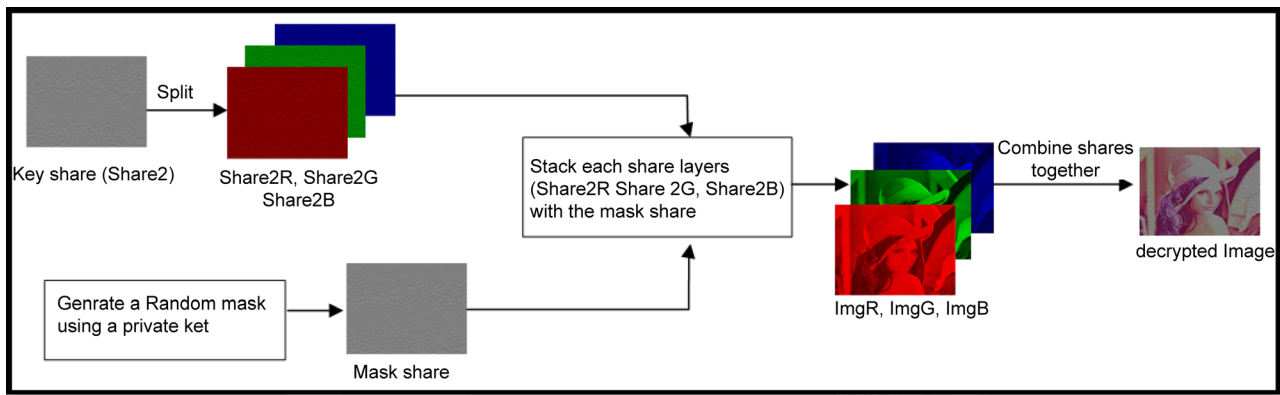 Split
Key share (Share2)
Share2R, Share2G
Share2B
Genrate a Random mask
using a private ket
Mask share
Stack each share layers
(Share2R Share 2G, Share2B)
with the mask share
ImgR, ImgG, ImgB
Combine shares
together
decrypted Image